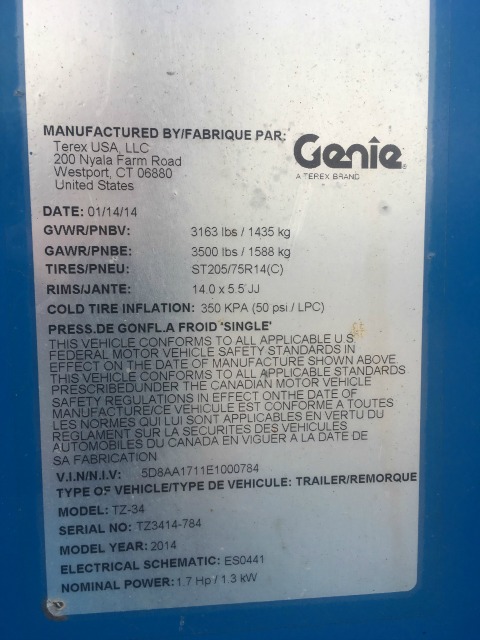 MANUFACTURED BY/FABRIQUE PAR:
Terex USA, LLC
200 Nyala Farm Road
Westport, CT 06880
United States
Genie
A TEREX BRAND
DATE: 01/14/14
GVWR/PNBV: 3163 lbs / 1435 kg
GAWR/PNBE: 3500 lbs / 1588 kg
TIRES/PNEU: ST205/75R14(C)
RIMS/JANTE: 14.0 x 5.5 JJ
COLD TIRE INFLATION: 350 KPA (50 psi / LPC)
PRESS.DE GONFL.A FROID 'SINGLE'
THIS VEHICLE CONFORMS TO ALL APPLICABLE U.S.
FEDERAL MOTOR VEHICLE SAFETY STANDARDS IN
EFFECT ON THE DATE OF MANUFACTURE SHOWN ABOVE.
THIS VEHICLE CONFORMS TO ALL APPLICABLE STANDARDS
PRESCRIBEDUNDER THE CANADIAN MOTOR VEHICLE
SAFETY REGULATIONS IN EFFECT ONTHE DATE OF
MANUFACTURE/CE VEHICULE EST CONFORME A TOUTES
LES NORMES QUI LUI SONT APPLICABLES EN VERTU DU
REGLAMENT SUR LA SECURITES DES VEHICULES
AUTOMOBILES DU CANADA EN VIGUER A LA DATE DE
SA FABRICATION
V.I.N/N.I.V: 5D8AA1711E1000784
TYPE OF VEHICLE/TYPE DE VEHICULE: TRAILER/REMORQUE
MODEL: TZ-34
SERIAL NO: TZ3414-784
MODEL YEAR: 2014
ELECTRICAL SCHEMATIC: ES0441
NOMINAL POWER: 1.7 Hp / 1.3 kW